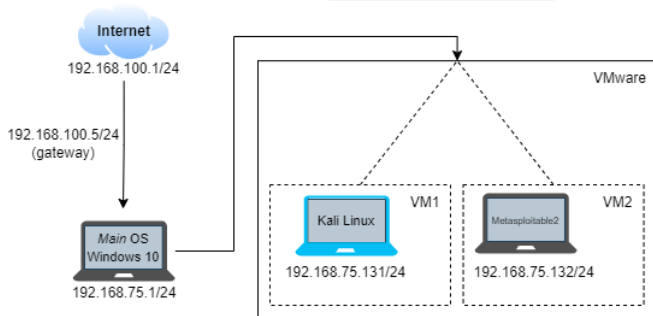 Internet
192.168.100.1/24
192.168.100.5/24
(gateway)
Main OS
Windows 10
192.168.75.1/24
VMware
VM1
Kali Linux
192.168.75.131/24
VM2
Metasploitable2
192.168.75.132/24